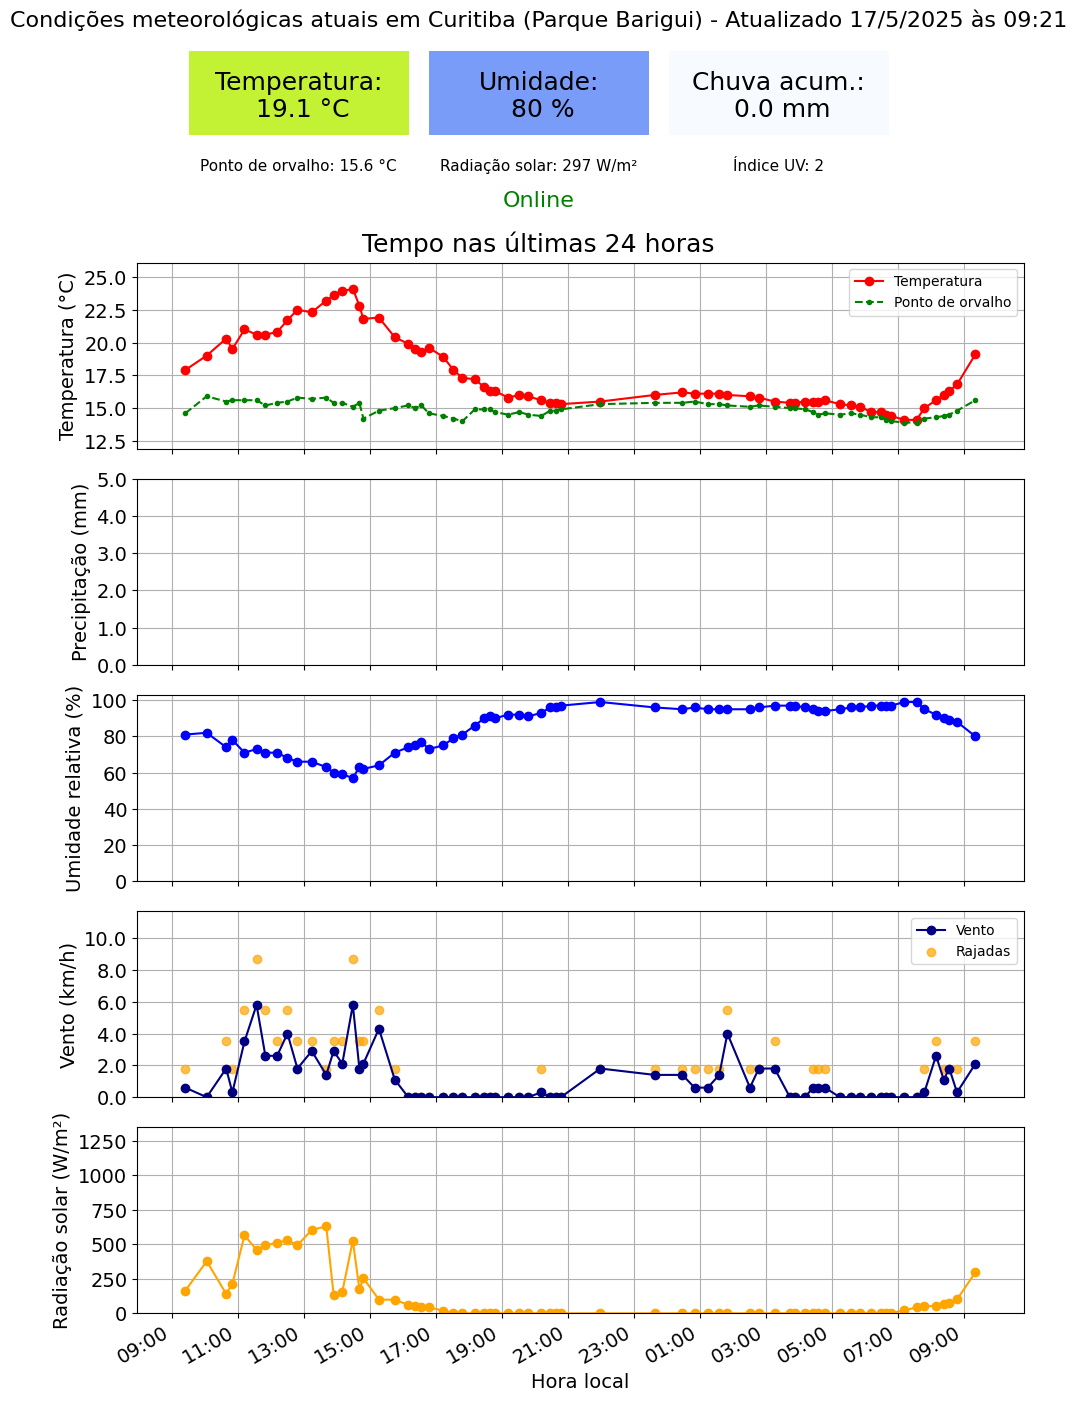 Condições meteorológicas atuais em Curitiba (Parque Barigui) - Atualizado 17/5/2025 às 09:21
Temperatura:
19.1 °C
Umidade:
80 %
Chuva acum.:
0.0 mm
Ponto de orvalho: 15.6 °C
Radiação solar: 297 W/m²
Índice UV: 2
Online
Tempo nas últimas 24 horas
Temperatura (°C)
25.0
22.5
20.0
17.5
15.0
12.5
Temperatura
Ponto de orvalho
Precipitação (mm)
5.0
4.0
3.0
2.0
1.0
0.0
Umidade relativa (%)
100
80
60
40
20
0
Vento (km/h)
10.0
8.0
6.0
4.0
2.0
0.0
Vento
Rajadas
Radiação solar (W/m²)
1250
1000
750
500
250
0
09:00
11:00
13:00
15:00
17:00
19:00
21:00
23:00
01:00
03:00
05:00
07:00
09:00
Hora local